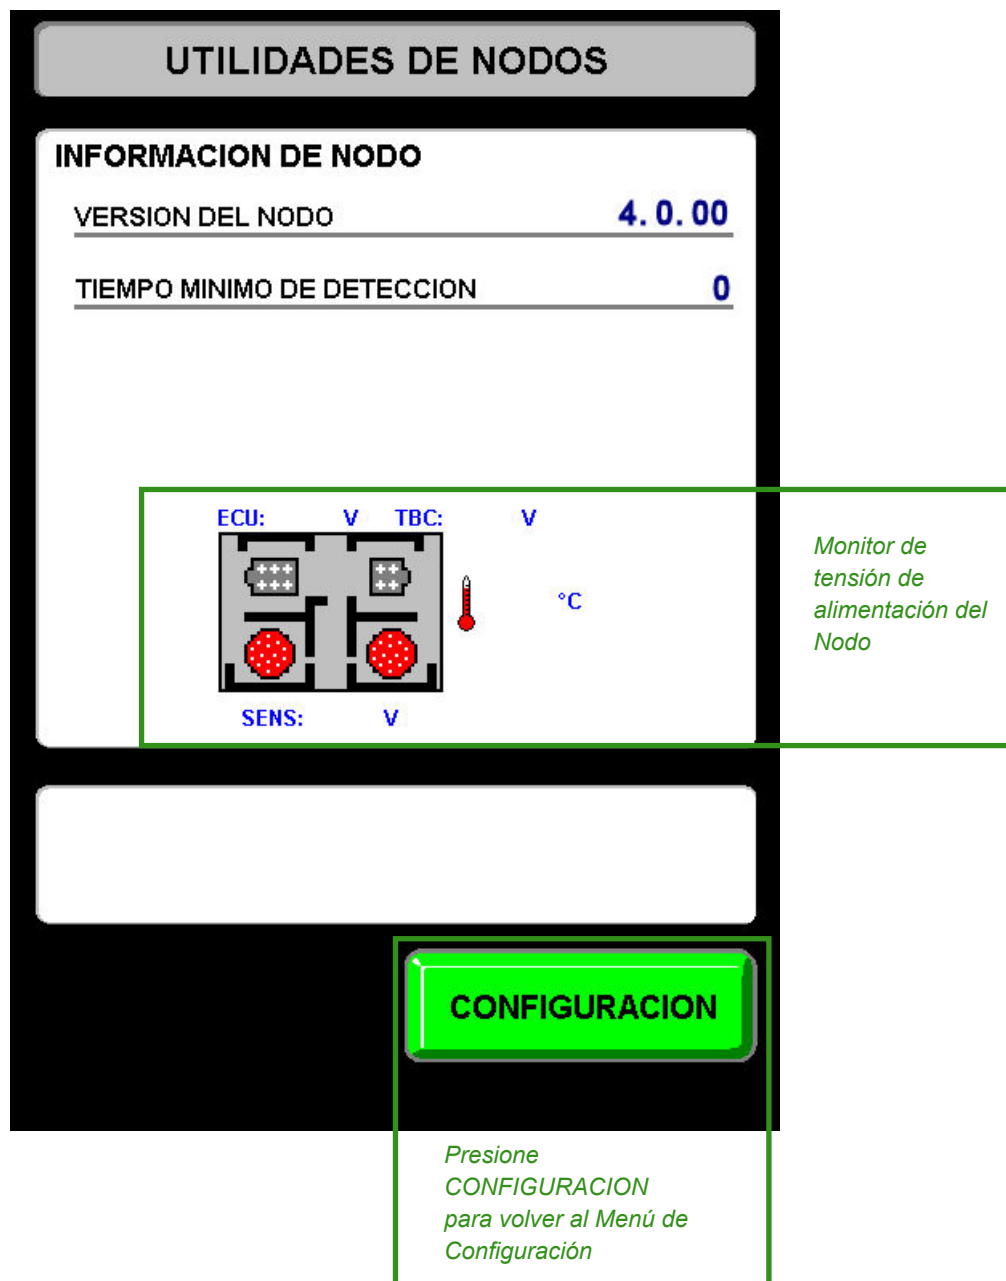 UTILIDADES DE NODOS
INFORMACION DE NODO
VERSION DEL NODO 4.0.00
TIEMPO MINIMO DE DETECCION 0
ECU: V TBC: V
°C
SENS: V
Monitor de
tensión de
alimentación del
Nodo
CONFIGURACION
Presione
CONFIGURACION
para volver al Menú de
Configuración